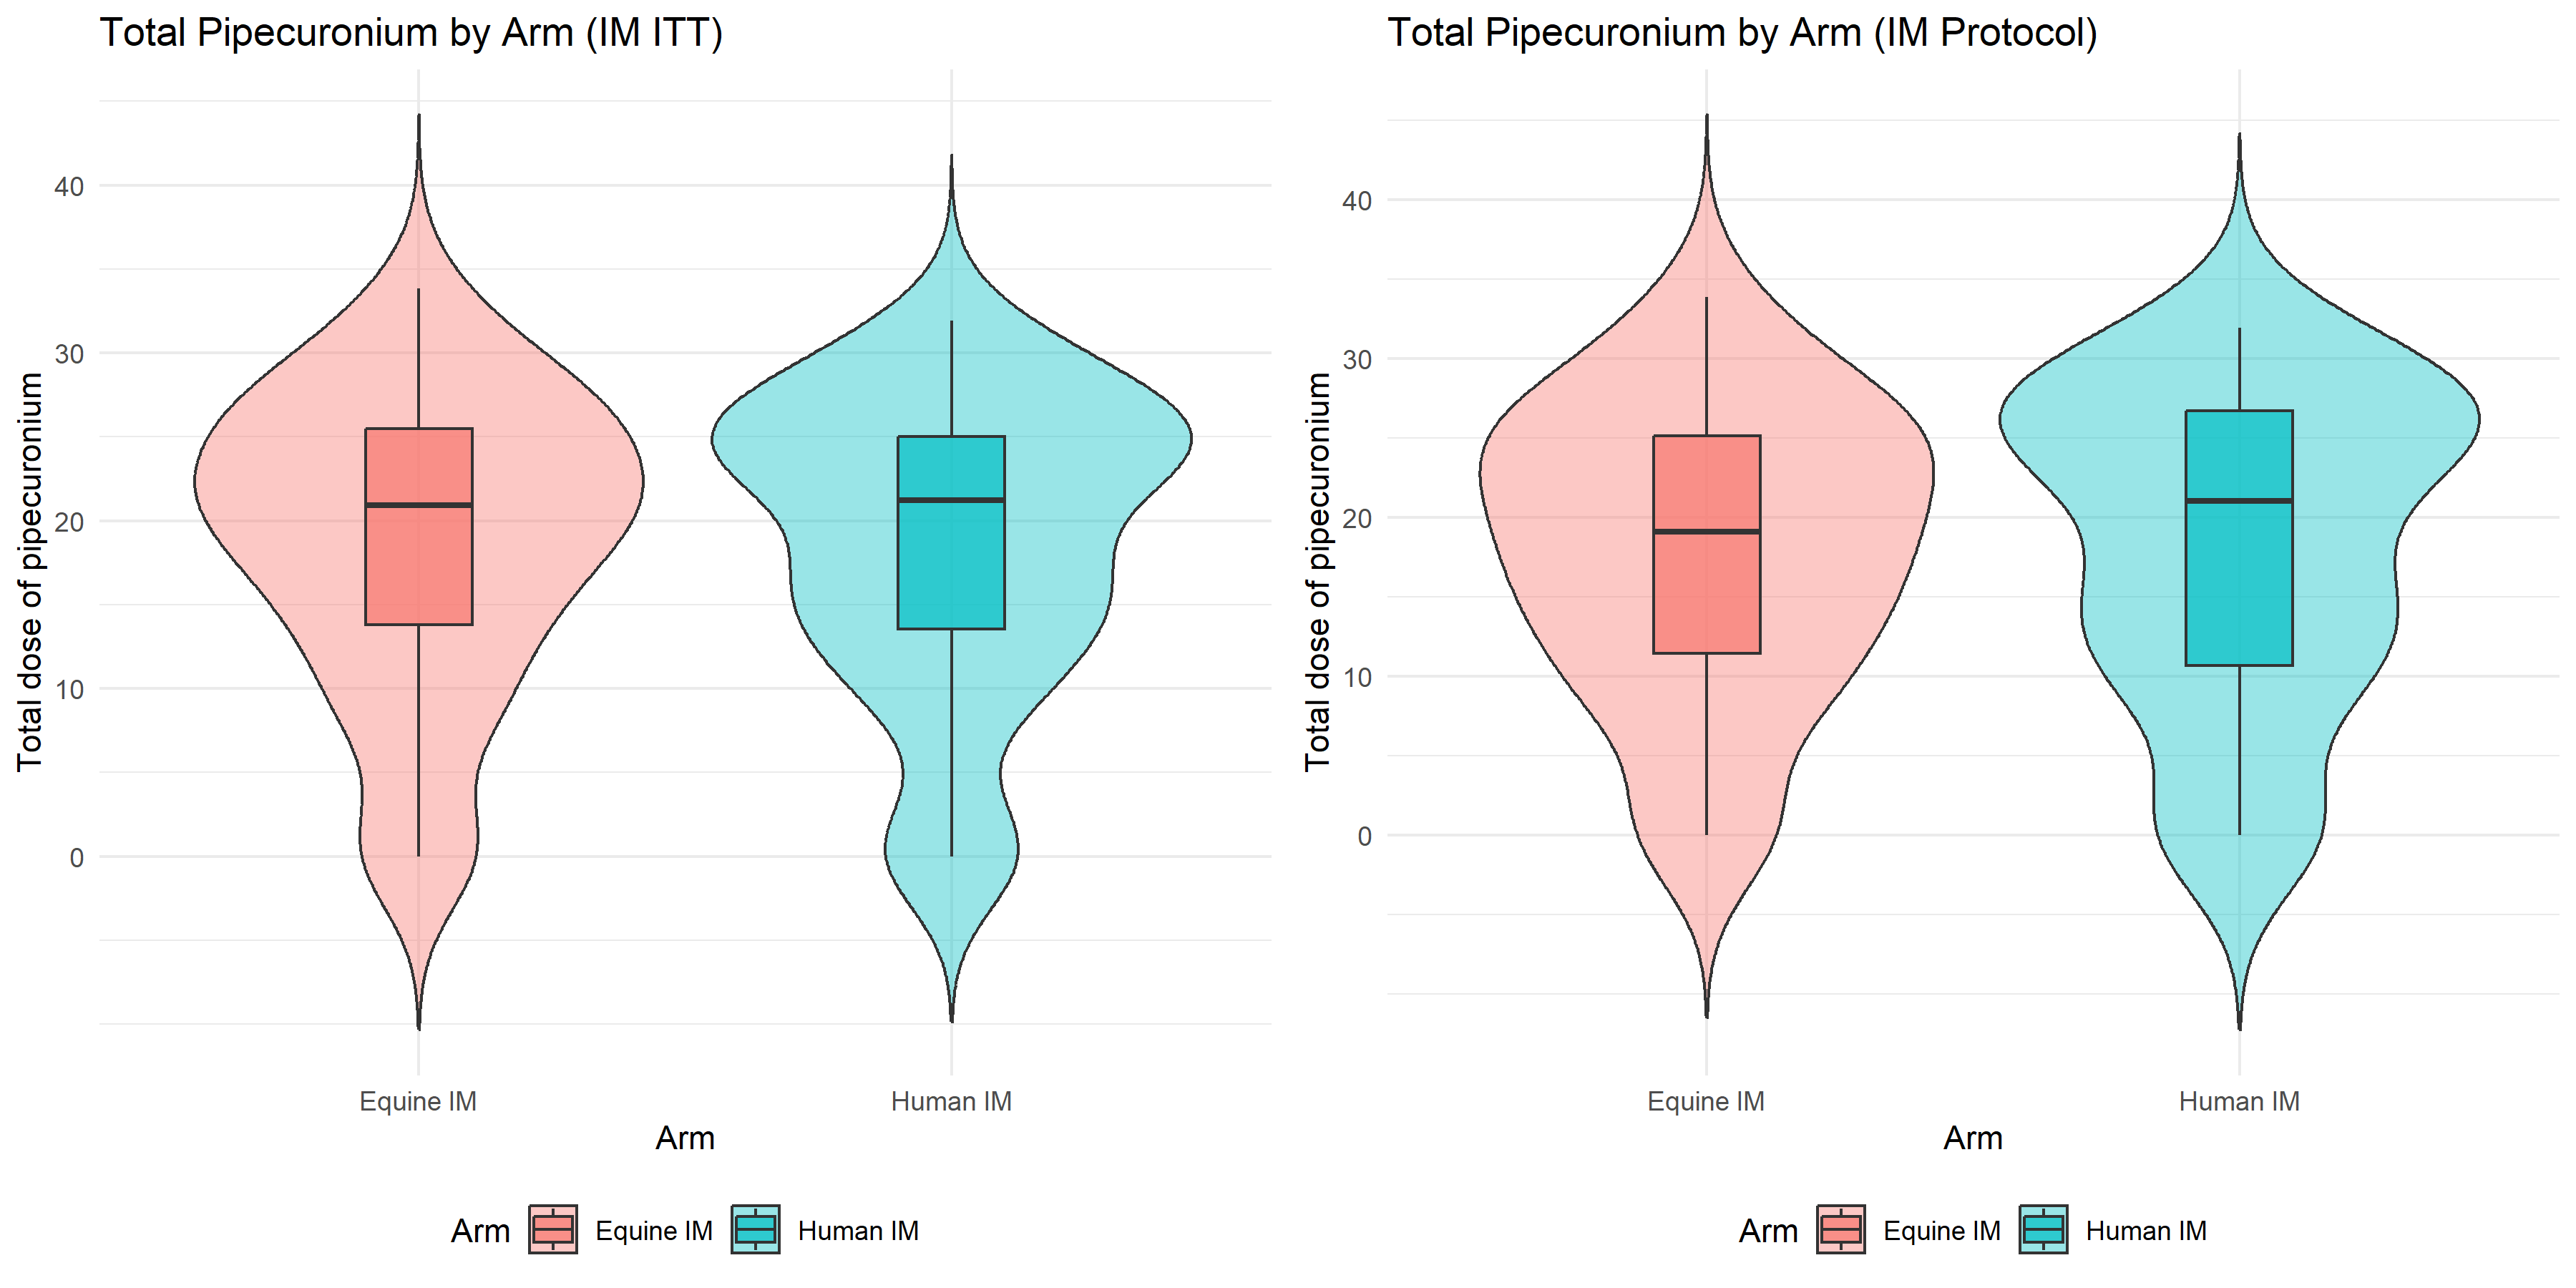 Total Pipecuronium by Arm (IM ITT)
Total dose of pipecuronium
40
30
20
10
0
Equine IM
Human IM
Arm
Arm
Equine IM
Human IM
Total Pipecuronium by Arm (IM Protocol)
Total dose of pipecuronium
40
30
20
10
0
Equine IM
Human IM
Arm
Arm
Equine IM
Human IM